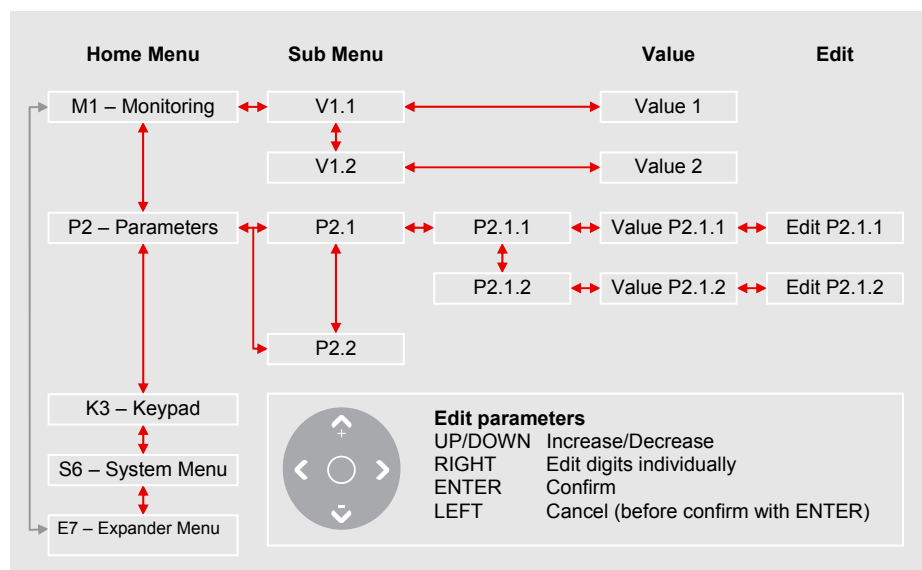 Home Menu Sub Menu Value Edit
M1 – Monitoring V1.1 Value 1
V1.2 Value 2
P2 – Parameters P2.1 P2.1.1 Value P2.1.1 Edit P2.1.1
P2.1.2 Value P2.1.2 Edit P2.1.2
P2.2
K3 – Keypad
S6 – System Menu
E7 – Expander Menu
+
-
Edit parameters
UP/DOWN Increase/Decrease
RIGHT Edit digits individually
ENTER Confirm
LEFT Cancel (before confirm with ENTER)